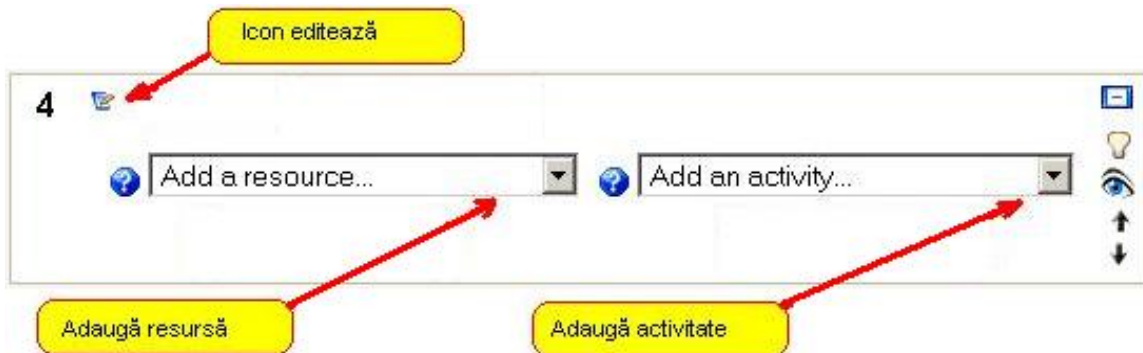 Icon editează
4
Add a resource...
Add an activity...
Adaugă resursă
Adaugă activitate